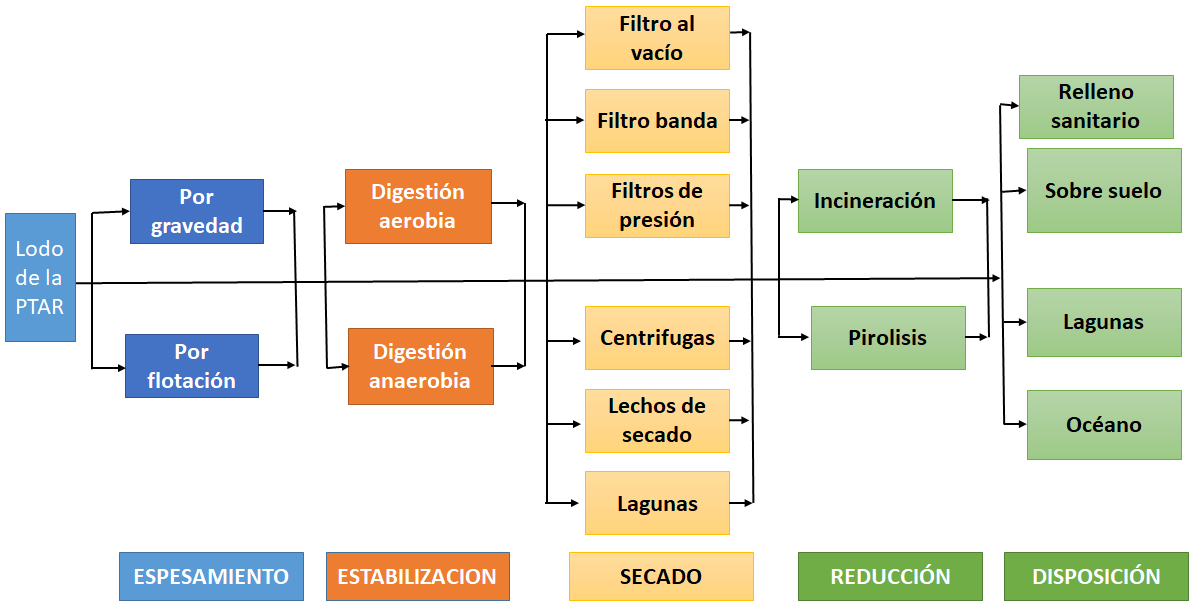 Lodo
de la
PTAR
Por
gravedad
Por
flotación
Digestión
aerobia
Digestión
anaerobia
Filtro al
vacío
Filtro banda
Filtros de
presión
Centrifugas
Lechos de
secado
Lagunas
Incineración
Pirolisis
Relleno
sanitario
Sobre suelo
Lagunas
Océano
ESPESAMIENTO
ESTABILIZACION
SECADO
REDUCCIÓN
DISPOSICIÓN